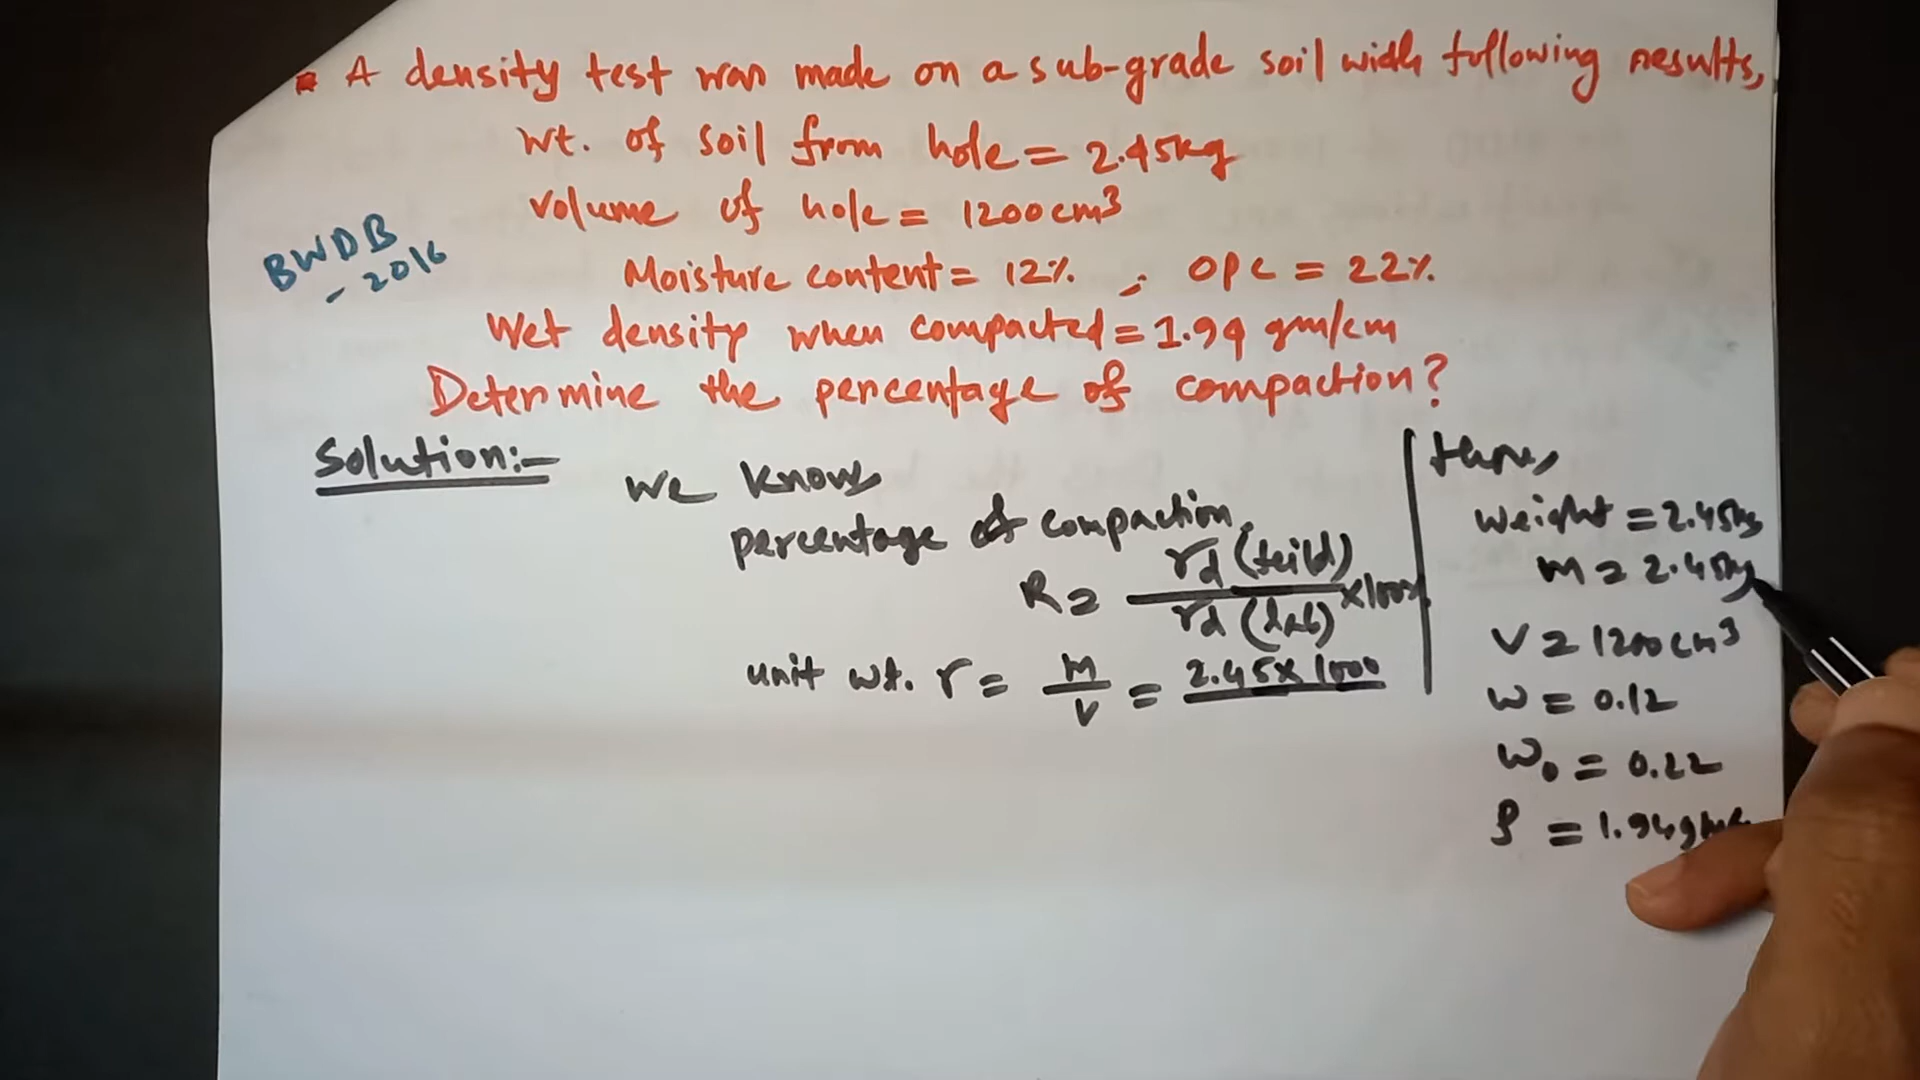 A density test was made on a sub-grade soil with following results,
wt. of soil from hole = 2.45kg
volume of hole = 1200cm³
BWDB
- 2016
Moisture content = 12% , OPC = 22%
Wet density when compacted = 1.94 gm/cm
Determine the percentage of compaction?
Solution:-
we know,
percentage of compaction,
R = γd (feild) / γd (lab) × 100%
unit wt. γ = m/v = 2.45×1000
weight = 2.45kg
m = 2.45kg
V = 1200cm³
w = 0.12
w₀ = 0.22
ρ = 1.94gm